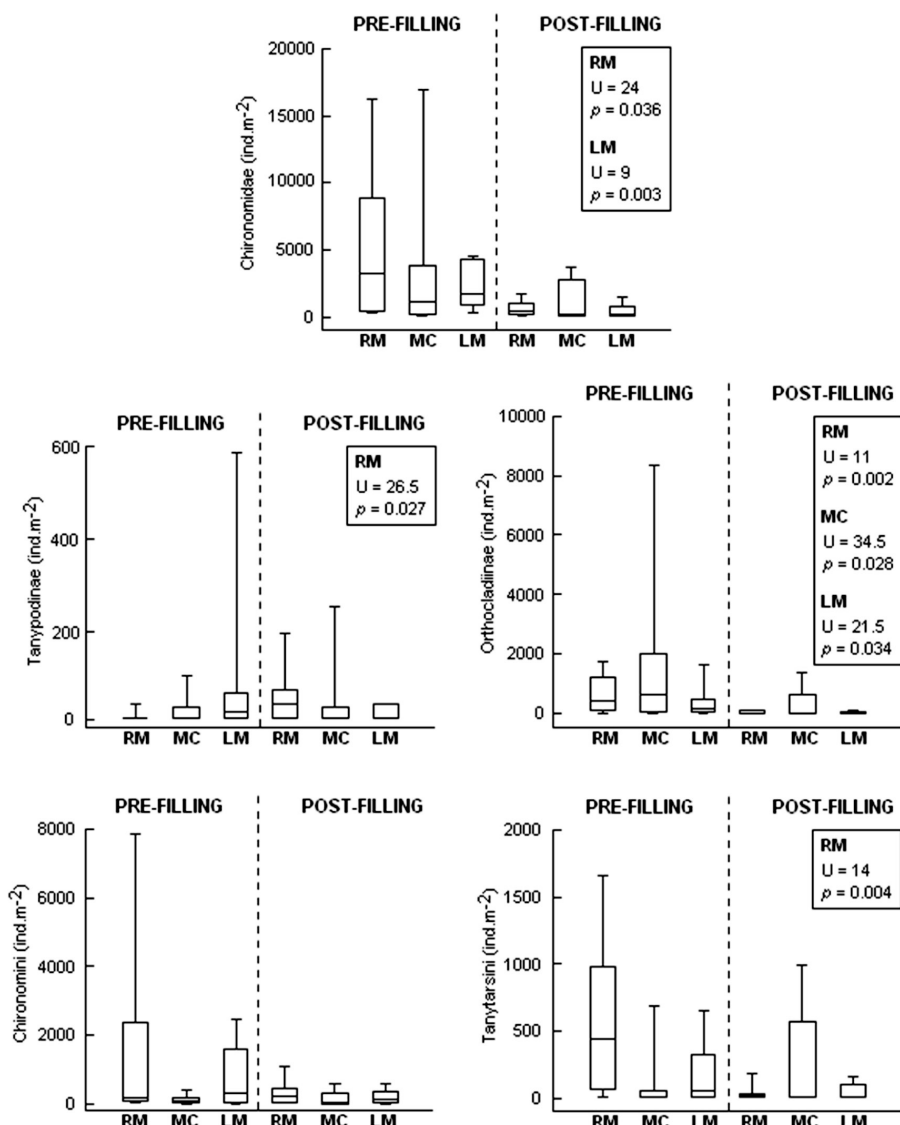 PRE-FILLING POST-FILLING
Chironomidae (ind.m-2)
20000
15000
10000
5000
0
RM
U = 24
p = 0.036
LM
U = 9
p = 0.003
RM MC LM RM MC LM
PRE-FILLING POST-FILLING
Tanypodinae (ind.m-2)
600
400
200
0
RM
U = 26.5
p = 0.027
RM MC LM RM MC LM
PRE-FILLING POST-FILLING
Orthocladiinae (ind.m-2)
10000
8000
6000
4000
2000
0
RM
U = 11
p = 0.002
MC
U = 34.5
p = 0.028
LM
U = 21.5
p = 0.034
RM MC LM RM MC LM
PRE-FILLING POST-FILLING
Chironomini (ind.m-2)
8000
6000
4000
2000
0
RM MC LM RM MC LM
PRE-FILLING POST-FILLING
Tanytarsini (ind.m-2)
2000
1500
1000
500
0
RM
U = 14
p = 0.004
RM MC LM RM MC LM